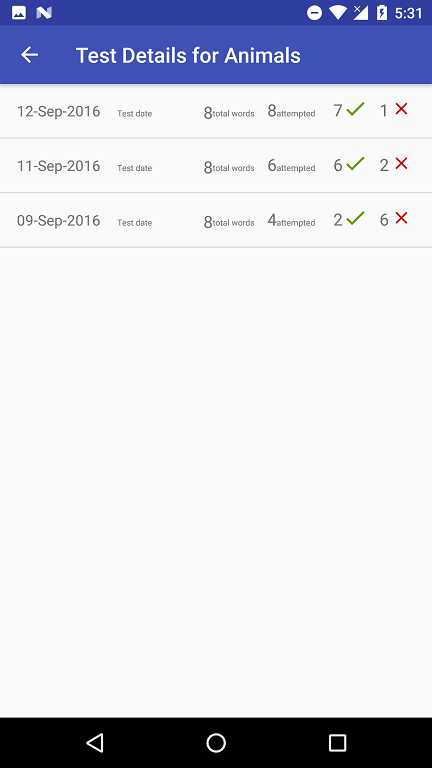 5:31
Test Details for Animals
12-Sep-2016 Test date 8total words 8attempted 7 1
11-Sep-2016 Test date 8total words 6attempted 6 2
09-Sep-2016 Test date 8total words 4attempted 2 6